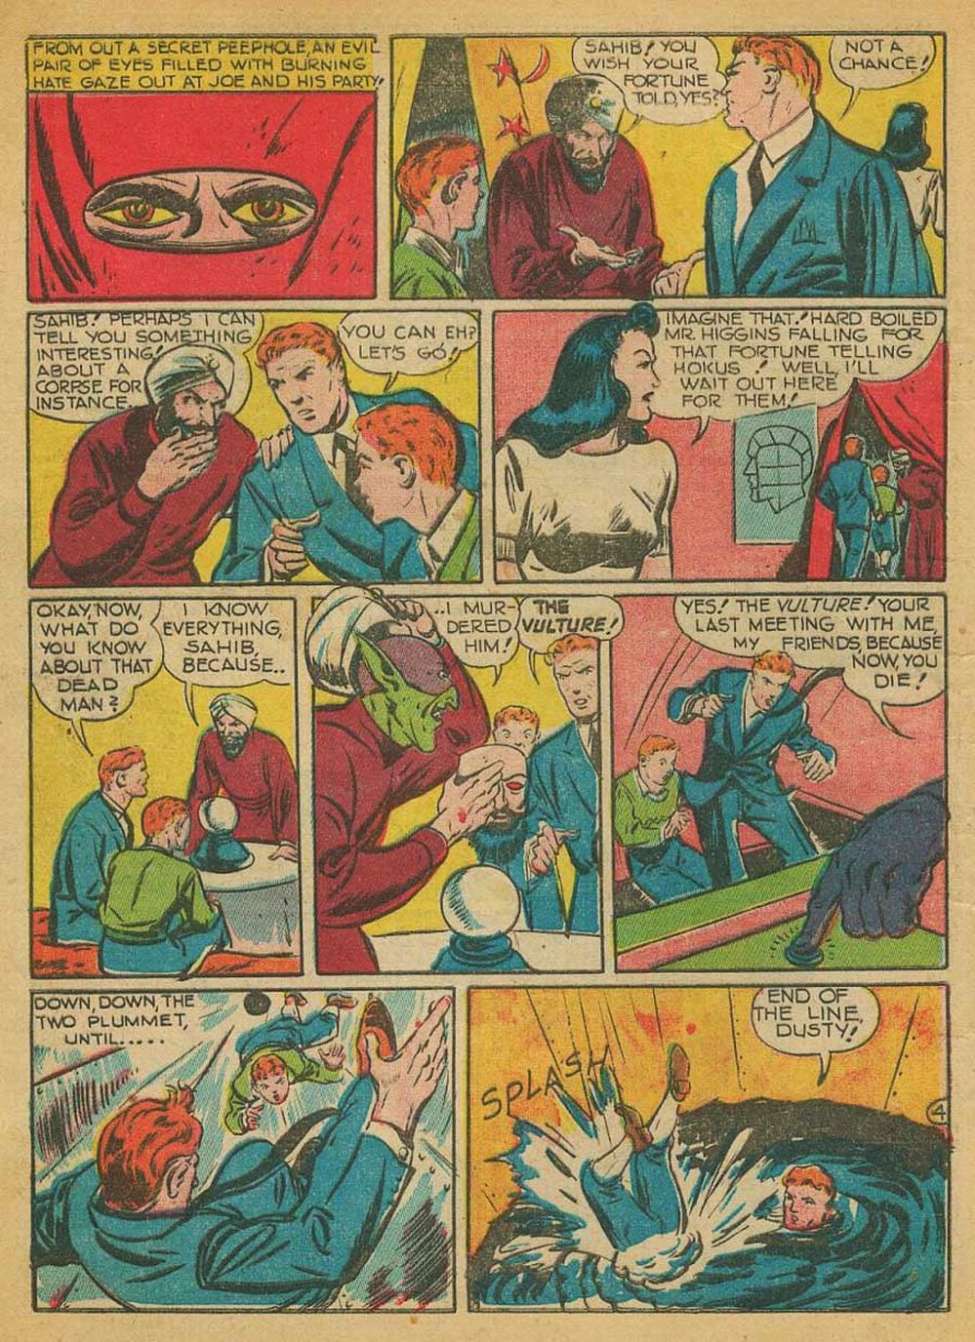 FROM OUT A SECRET PEEPHOLE, AN EVIL
PAIR OF EYES FILLED WITH BURNING
HATE GAZE OUT AT JOE AND HIS PARTY!
SAHIB! YOU
WISH YOUR
FORTUNE
TOLD, YES?
NOT A
CHANCE!
SAHIB! PERHAPS I CAN
TELL YOU SOMETHING
INTERESTING!
ABOUT A
CORPSE FOR
INSTANCE.
YOU CAN EH?
LET'S GO!
IMAGINE THAT! HARD BOILED
MR. HIGGINS FALLING FOR
THAT FORTUNE TELLING
HOKUS! WELL, I'LL
WAIT OUT HERE
FOR THEM!
OKAY, NOW,
WHAT DO
YOU KNOW
ABOUT THAT
DEAD
MAN?
I KNOW
EVERYTHING,
SAHIB,
BECAUSE..
..I MUR-
DERED
HIM!
THE
VULTURE!
YES! THE VULTURE! YOUR
LAST MEETING WITH ME,
MY FRIENDS, BECAUSE
NOW, YOU
DIE!
DOWN, DOWN, THE
TWO PLUMMET,
UNTIL.....
SPLASH
END OF
THE LINE,
DUSTY!
4